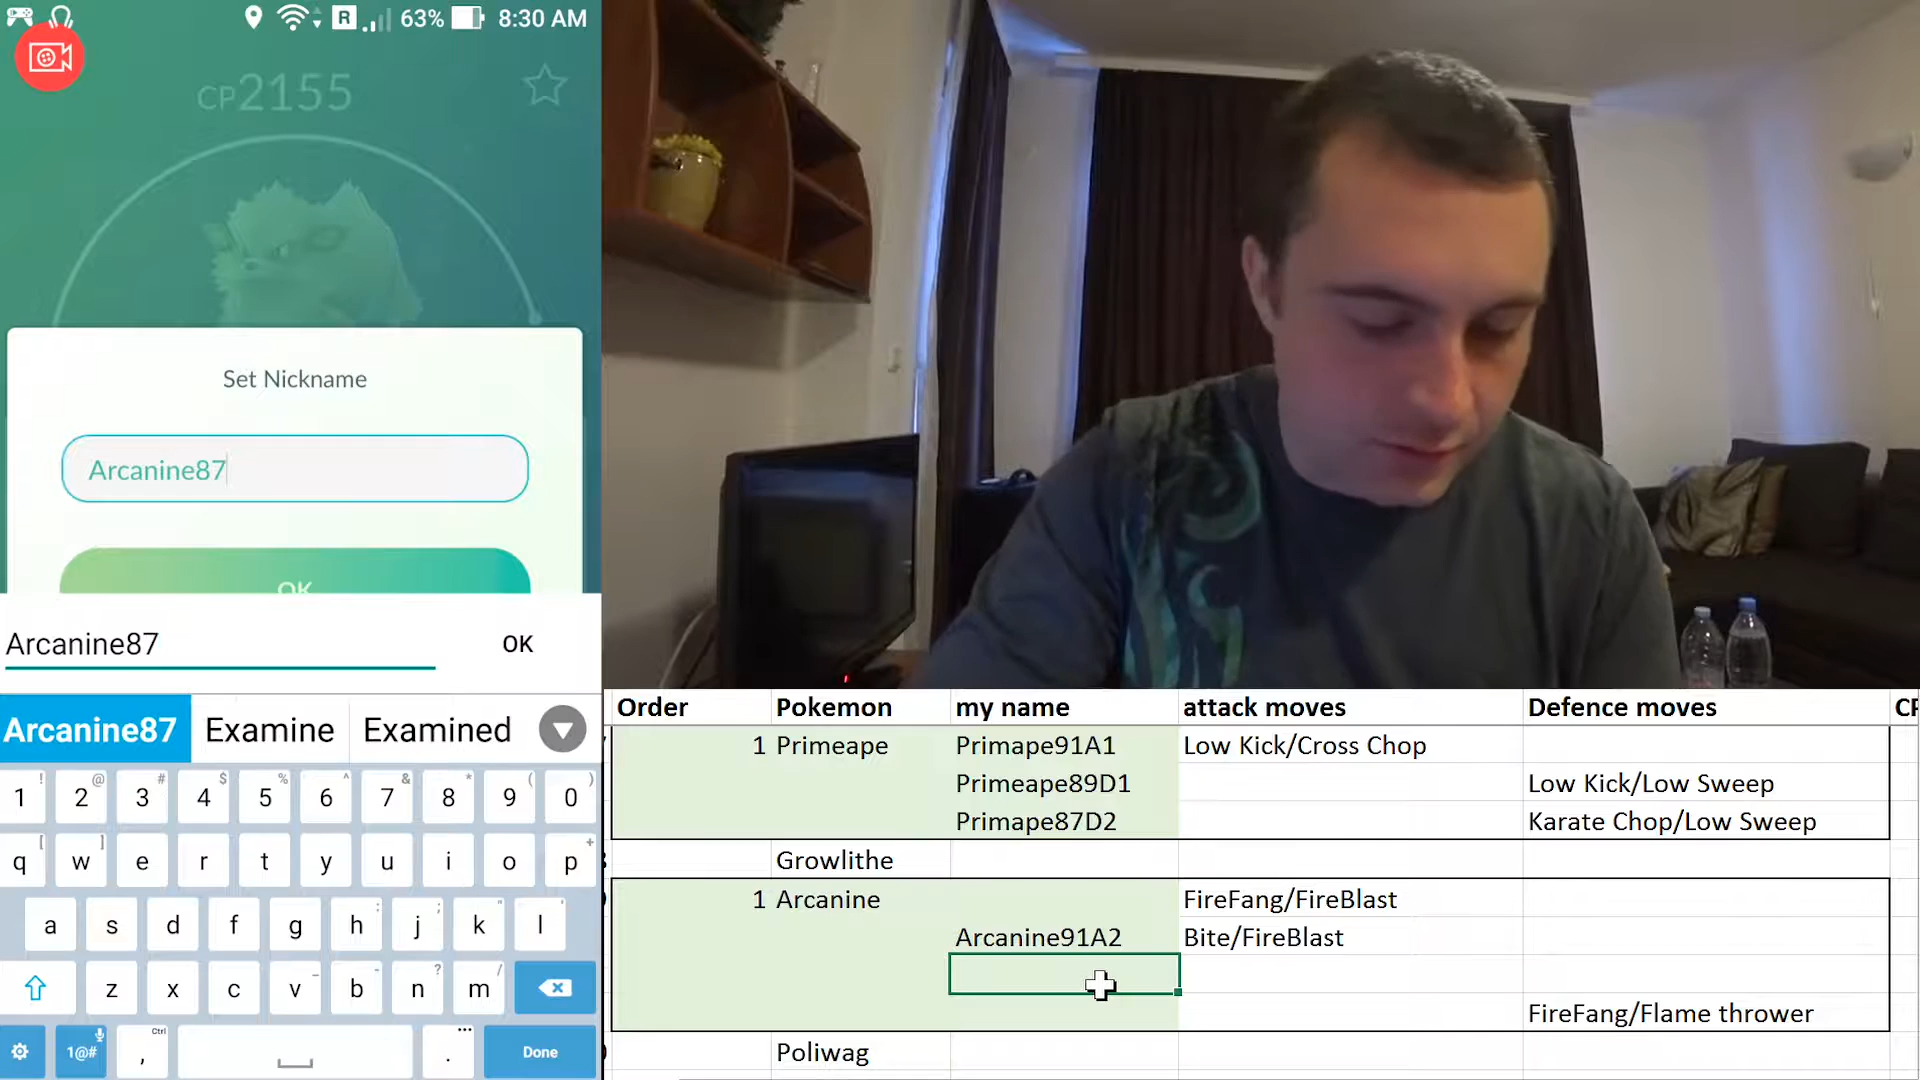 R 63% 8:30 AM
CP2155
Set Nickname
Arcanine87
OK
Arcanine87 OK
Arcanine87 Examine Examined
! @ # $ % ^ & * ( )
1 2 3 4 5 6 7 8 9 0
[ ] +
q w e r t y u i o p
: ; "
a s d f g h j k l
_ - ? /
z x c v b n m
Ctrl
1@# , . Done
Order Pokemon my name attack moves Defence moves
1 Primeape Primape91A1 Low Kick/Cross Chop
Primeape89D1 Low Kick/Low Sweep
Primape87D2 Karate Chop/Low Sweep
Growlithe
1 Arcanine FireFang/FireBlast
Arcanine91A2 Bite/FireBlast
FireFang/Flame thrower
Poliwag